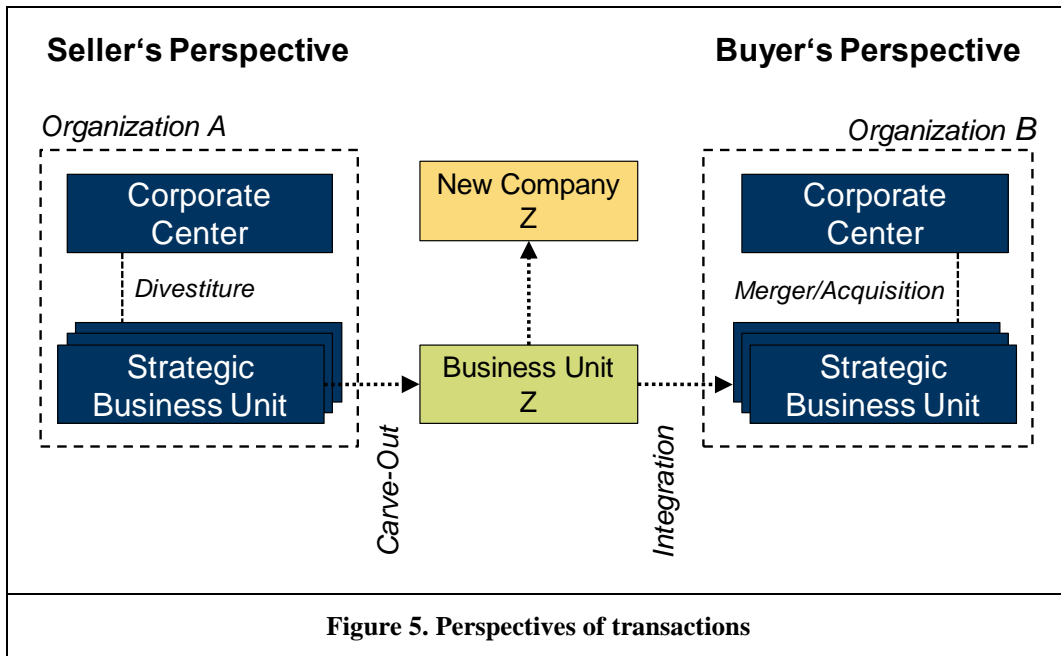 Seller‘s Perspective
Buyer‘s Perspective
Organization A
Organization B
Corporate
Center
New Company
Z
Corporate
Center
Divestiture
Merger/Acquisition
Strategic
Business Unit
Business Unit
Z
Strategic
Business Unit
Carve-Out
Integration
Figure 5. Perspectives of transactions